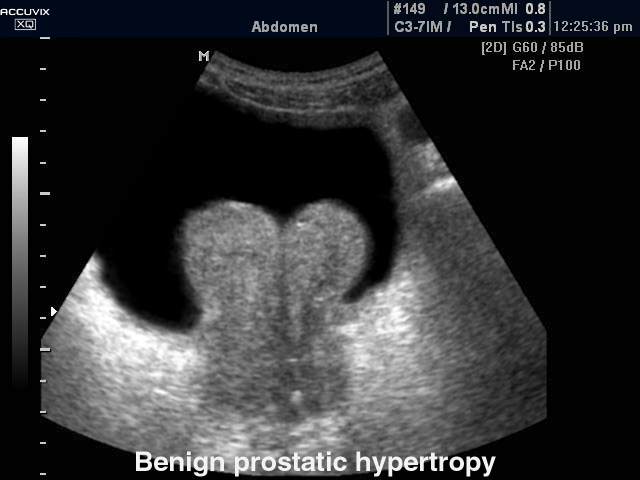 ACCUVIX
XQ
Abdomen
#149 / 13.0cm MI 0.8
C3-7IM / Pen TIs 0.3
12:25:36 pm
[2D] G60 / 85dB
FA2 / P100
M
Benign prostatic hypertropy